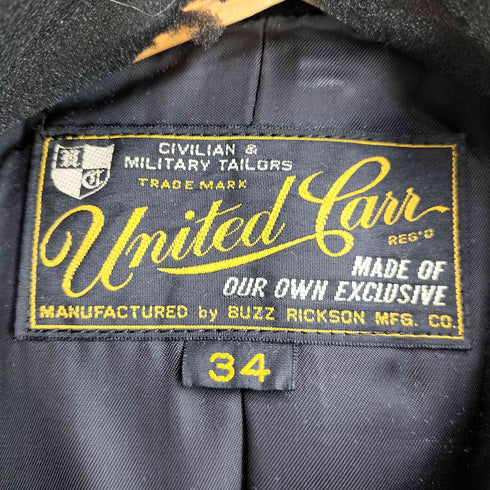 CIVILIAN &
MILITARY TAILORS
TRADE MARK
United Carr
REG'D
MADE OF
OUR OWN EXCLUSIVE
MANUFACTURED by BUZZ RICKSON MFG. CO.
34